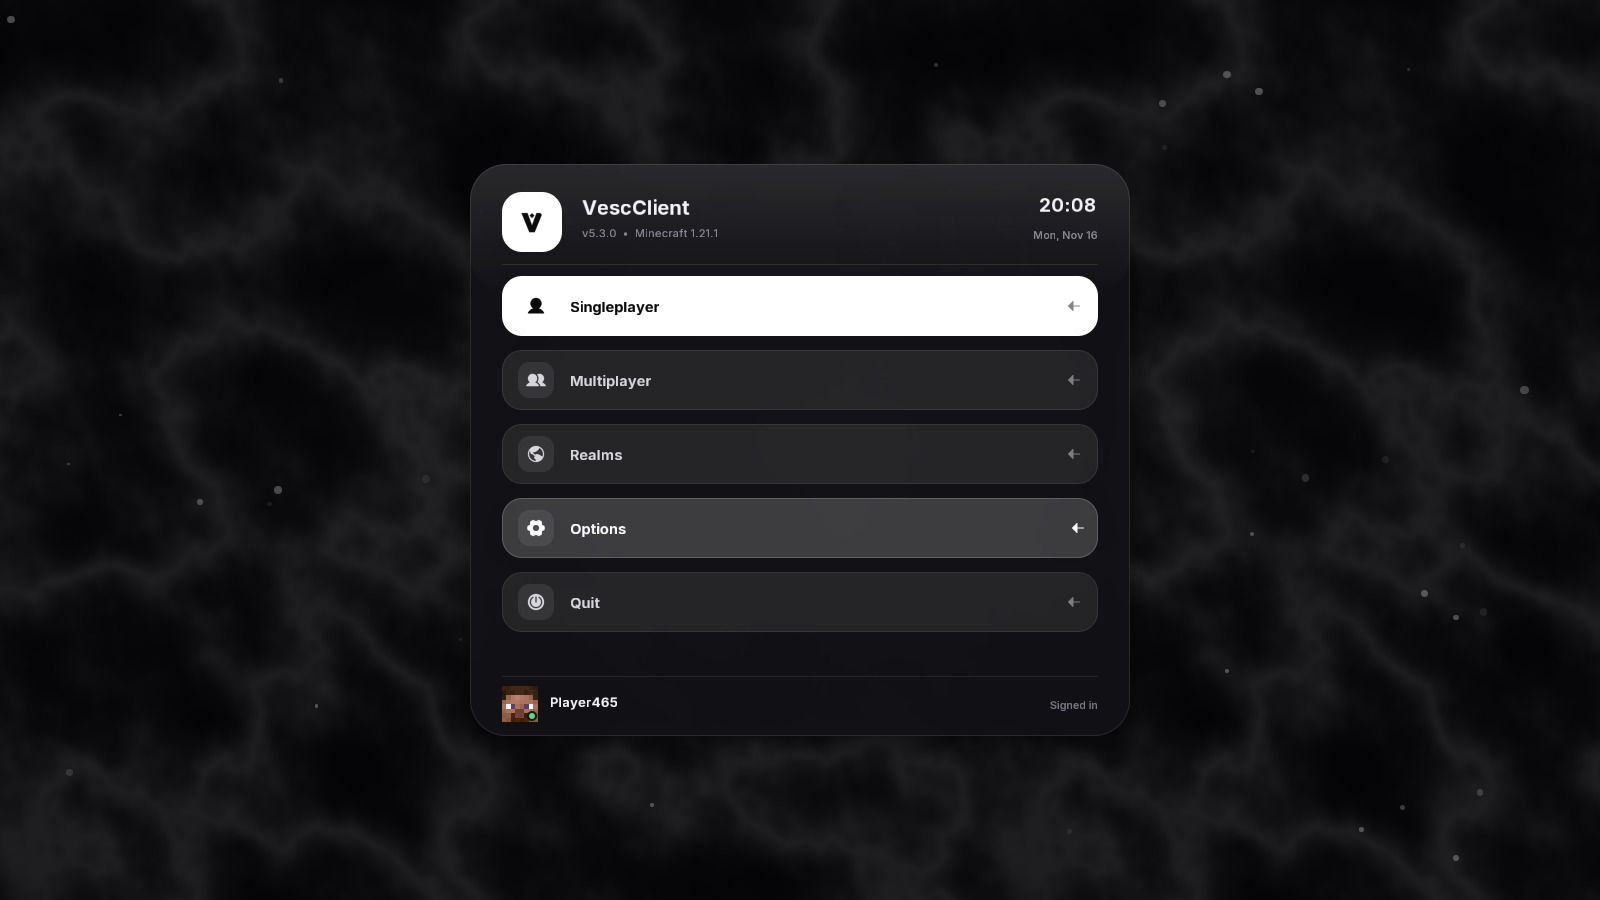 VescClient
v5.3.0 • Minecraft 1.21.1
20:08
Mon, Nov 16
Singleplayer
Multiplayer
Realms
Options
Quit
Player465
Signed in